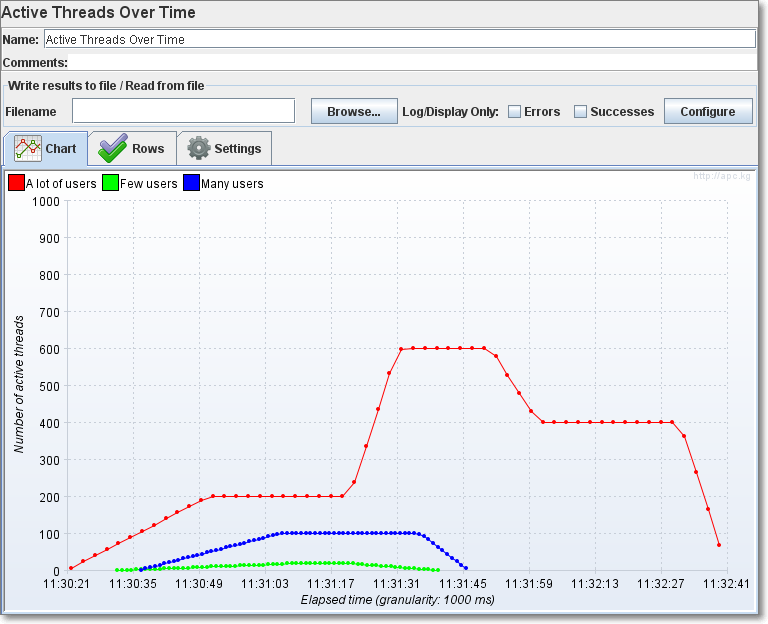 Active Threads Over Time
Name: Active Threads Over Time
Comments:
Write results to file / Read from file
Filename Browse... Log/Display Only: Errors Successes Configure
Chart Rows Settings
A lot of users Few users Many users http://apc.kg
1000
900
800
700
600
500
400
300
200
100
0
Number of active threads
11:30:21 11:30:35 11:30:49 11:31:03 11:31:17 11:31:31 11:31:45 11:31:59 11:32:13 11:32:27 11:32:41
Elapsed time (granularity: 1000 ms)